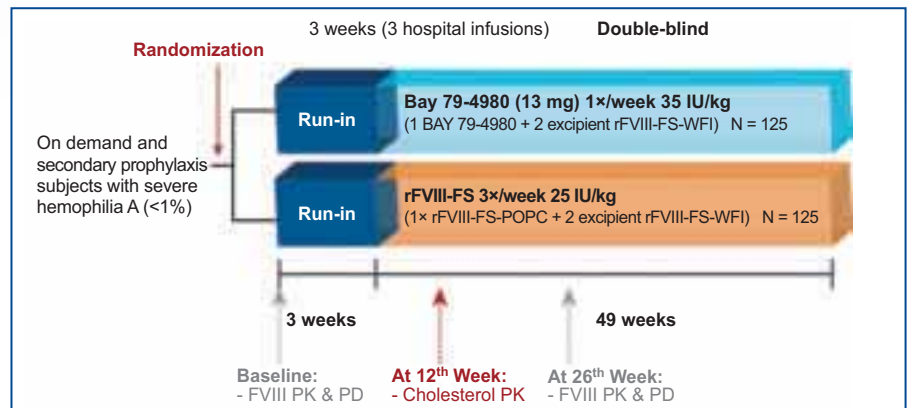 3 weeks (3 hospital infusions) Double-blind
Randomization
Run-in
Bay 79-4980 (13 mg) 1×/week 35 IU/kg
(1 BAY 79-4980 + 2 excipient rFVIII-FS-WFI) N = 125
On demand and
secondary prophylaxis
subjects with severe
hemophilia A (<1%)
Run-in
rFVIII-FS 3×/week 25 IU/kg
(1× rFVIII-FS-POPC + 2 excipient rFVIII-FS-WFI) N = 125
3 weeks
49 weeks
Baseline:
- FVIII PK & PD
At 12th Week:
- Cholesterol PK
At 26th Week:
- FVIII PK & PD